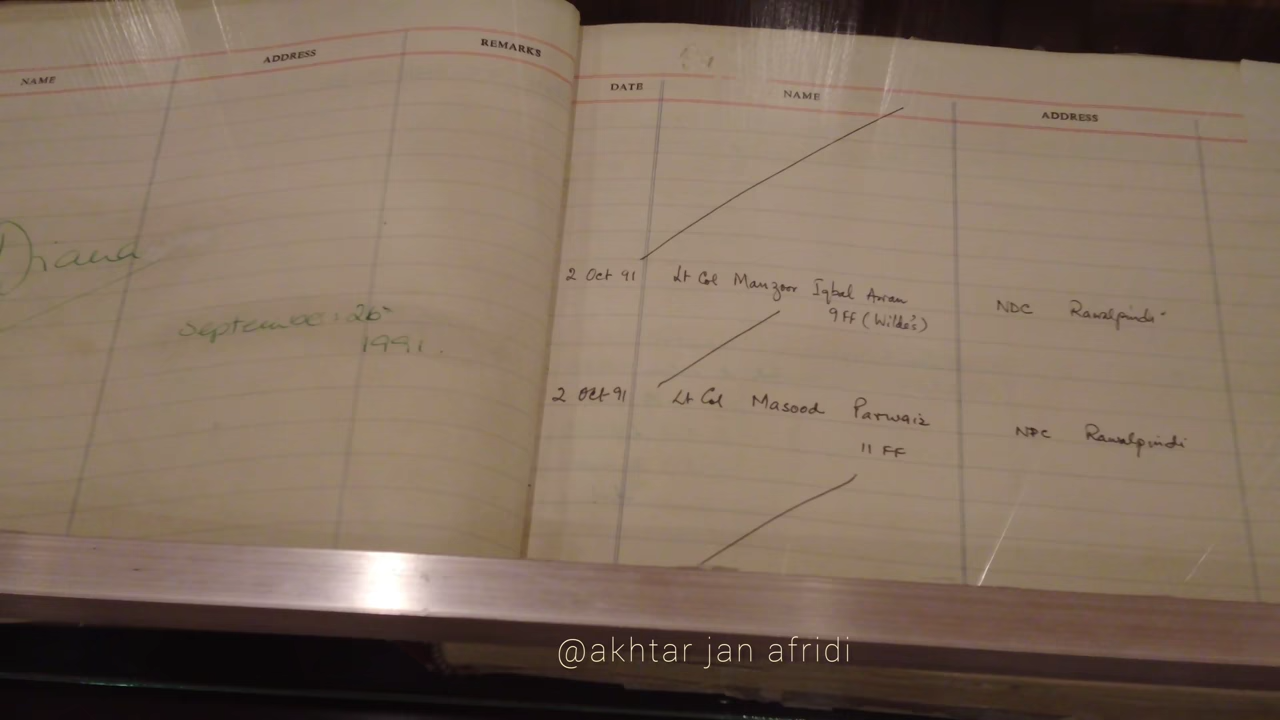 NAME ADDRESS REMARKS
Diana
September 26
1991.
DATE NAME ADDRESS
2 Oct 91 Lt Col Manzoor Iqbal NDC Rawalpindi
9 FF (Wilde's)
2 Oct 91 Lt Col Masood Parwaiz NDC Rawalpindi
11 FF
@akhtar jan afridi